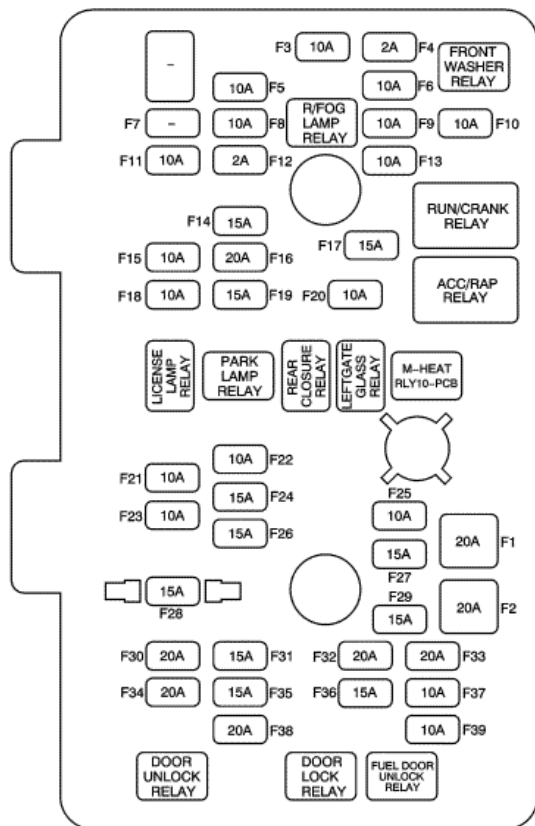 F3 10A 2A F4
FRONT
WASHER
RELAY
-
10A F5
10A F6
R/FOG
LAMP
RELAY
F7 - 10A F8
10A F9 10A F10
F11 10A 2A F12
10A F13
F14 15A
RUN/CRANK
RELAY
F17 15A
F15 10A 20A F16
ACC/RAP
RELAY
F18 10A 15A F19
F20 10A
LICENSE
LAMP
RELAY
PARK
LAMP
RELAY
REAR
CLOSURE
RELAY
LEFTGATE
GLASS
RELAY
M-HEAT
RLY10-PCB
10A F22
F21 10A
15A F24
F23 10A
15A F26
F25
10A
20A F1
15A
F27
15A
F28
F29
15A
20A F2
F30 20A 15A F31
F32 20A 20A F33
F34 20A 15A F35
F36 15A 10A F37
20A F38
10A F39
DOOR
UNLOCK
RELAY
DOOR
LOCK
RELAY
FUEL DOOR
UNLOCK
RELAY